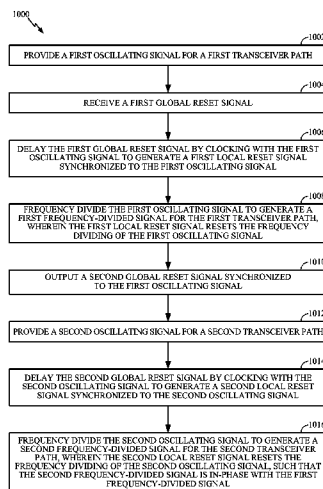 1000
1002
PROVIDE A FIRST OSCILLATING SIGNAL FOR A FIRST TRANSCEIVER PATH
1004
RECEIVE A FIRST GLOBAL RESET SIGNAL
1006
DELAY THE FIRST GLOBAL RESET SIGNAL BY CLOCKING WITH THE FIRST
OSCILLATING SIGNAL TO GENERATE A FIRST LOCAL RESET SIGNAL
SYNCHRONIZED TO THE FIRST OSCILLATING SIGNAL
1008
FREQUENCY DIVIDE THE FIRST OSCILLATING SIGNAL TO GENERATE A
FIRST FREQUENCY-DIVIDED SIGNAL FOR THE FIRST TRANSCEIVER PATH,
WHEREIN THE FIRST LOCAL RESET SIGNAL RESETS THE FREQUENCY
DIVIDING OF THE FIRST OSCILLATING SIGNAL
1010
OUTPUT A SECOND GLOBAL RESET SIGNAL SYNCHRONIZED
TO THE FIRST OSCILLATING SIGNAL
1012
PROVIDE A SECOND OSCILLATING SIGNAL FOR A SECOND TRANSCEIVER PATH
1014
DELAY THE SECOND GLOBAL RESET SIGNAL BY CLOCKING WITH THE
SECOND OSCILLATING SIGNAL TO GENERATE A SECOND LOCAL RESET
SIGNAL SYNCHRONIZED TO THE SECOND OSCILLATING SIGNAL
1016
FREQUENCY DIVIDE THE SECOND OSCILLATING SIGNAL TO GENERATE A
SECOND FREQUENCY-DIVIDED SIGNAL FOR THE SECOND TRANSCEIVER
PATH, WHEREIN THE SECOND LOCAL RESET SIGNAL RESETS THE
FREQUENCY DIVIDING OF THE SECOND OSCILLATING SIGNAL, SUCH THAT
THE SECOND FREQUENCY-DIVIDED SIGNAL IS IN-PHASE WITH THE FIRST
FREQUENCY-DIVIDED SIGNAL